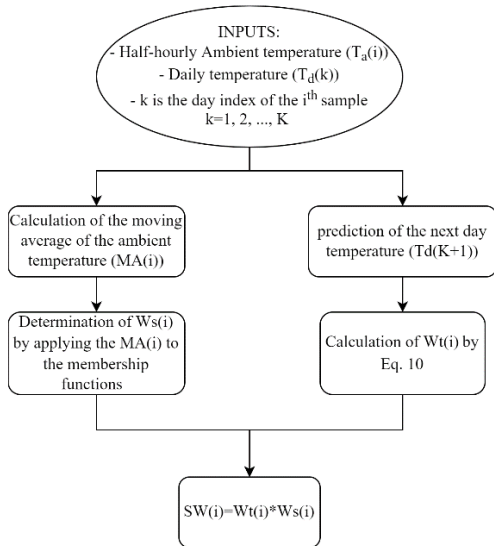 INPUTS:
- Half-hourly Ambient temperature (Ta(i))
- Daily temperature (Td(k))
- k is the day index of the ith sample
k=1, 2, ..., K
Calculation of the moving
average of the ambient
temperature (MA(i))
prediction of the next day
temperature (Td(K+1))
Determination of Ws(i)
by applying the MA(i) to
the membership
functions
Calculation of Wt(i) by
Eq. 10
SW(i)=Wt(i)*Ws(i)